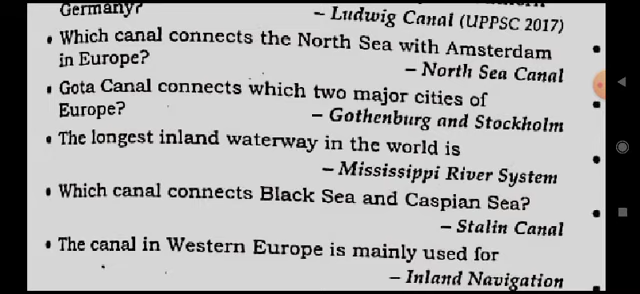 Germany?
– Ludwig Canal (UPPSC 2017)
• Which canal connects the North Sea with Amsterdam
in Europe?
– North Sea Canal
• Gota Canal connects which two major cities of
Europe?
– Gothenburg and Stockholm
• The longest inland waterway in the world is
– Mississippi River System
• Which canal connects Black Sea and Caspian Sea?
– Stalin Canal
• The canal in Western Europe is mainly used for
– Inland Navigation